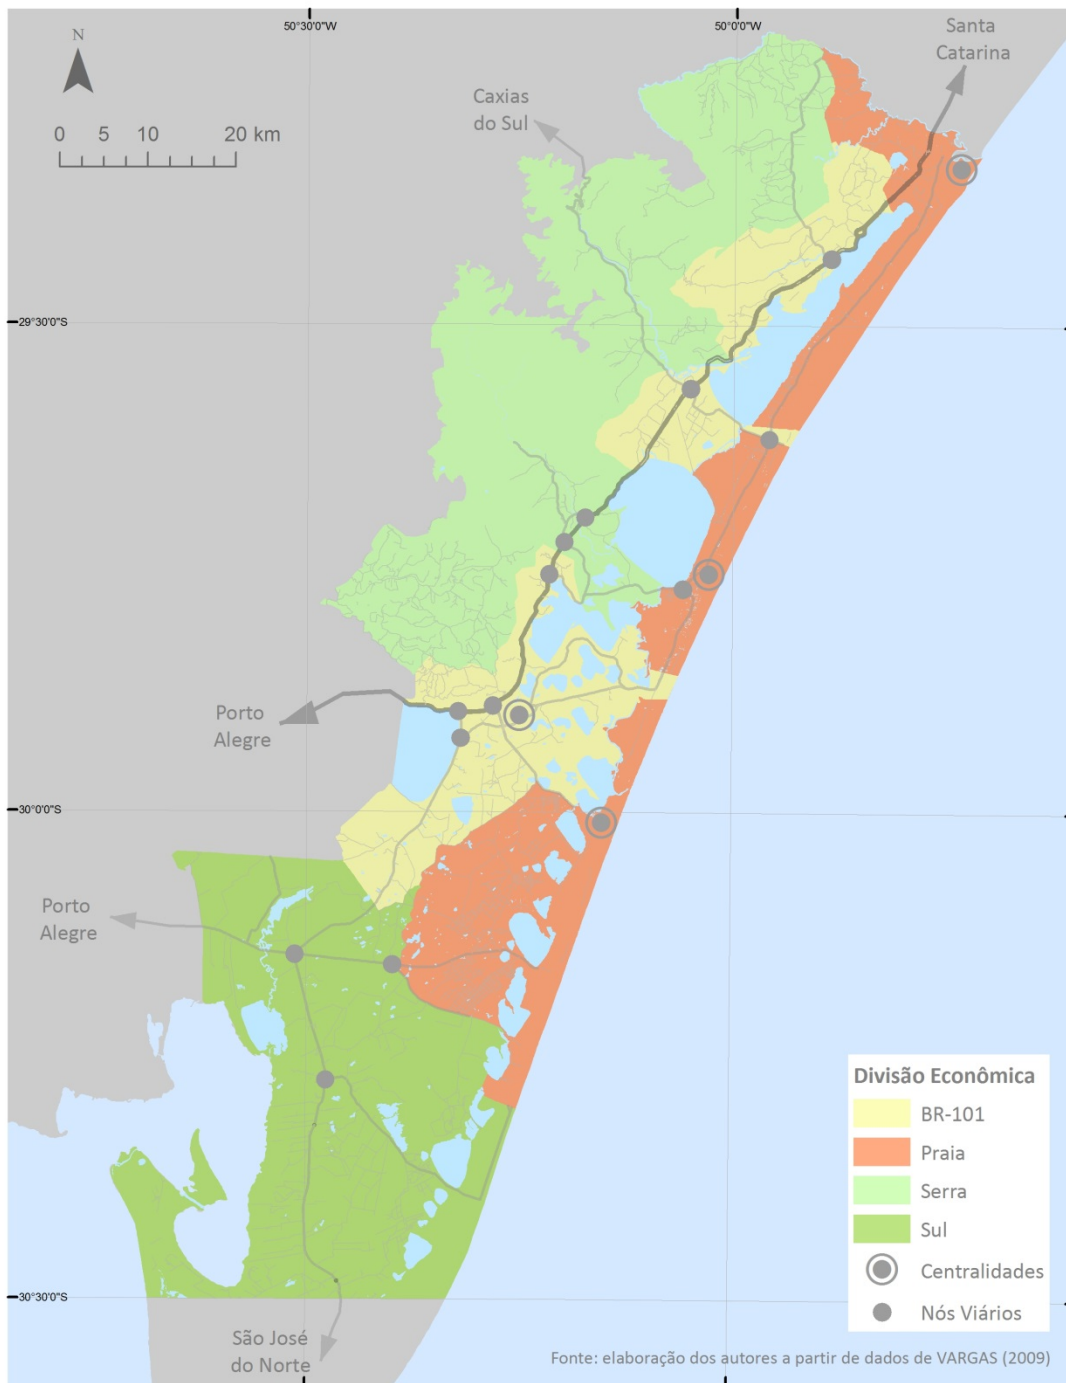 50°30'0"W
50°0'0"W
Santa
Catarina
N
Caxias
do Sul
0 5 10 20 km
29°30'0"S
Porto
Alegre
30°0'0"S
Porto
Alegre
Divisão Econômica
BR-101
Praia
Serra
Sul
Centralidades
Nós Viários
30°30'0"S
São José
do Norte
Fonte: elaboração dos autores a partir de dados de VARGAS (2009)